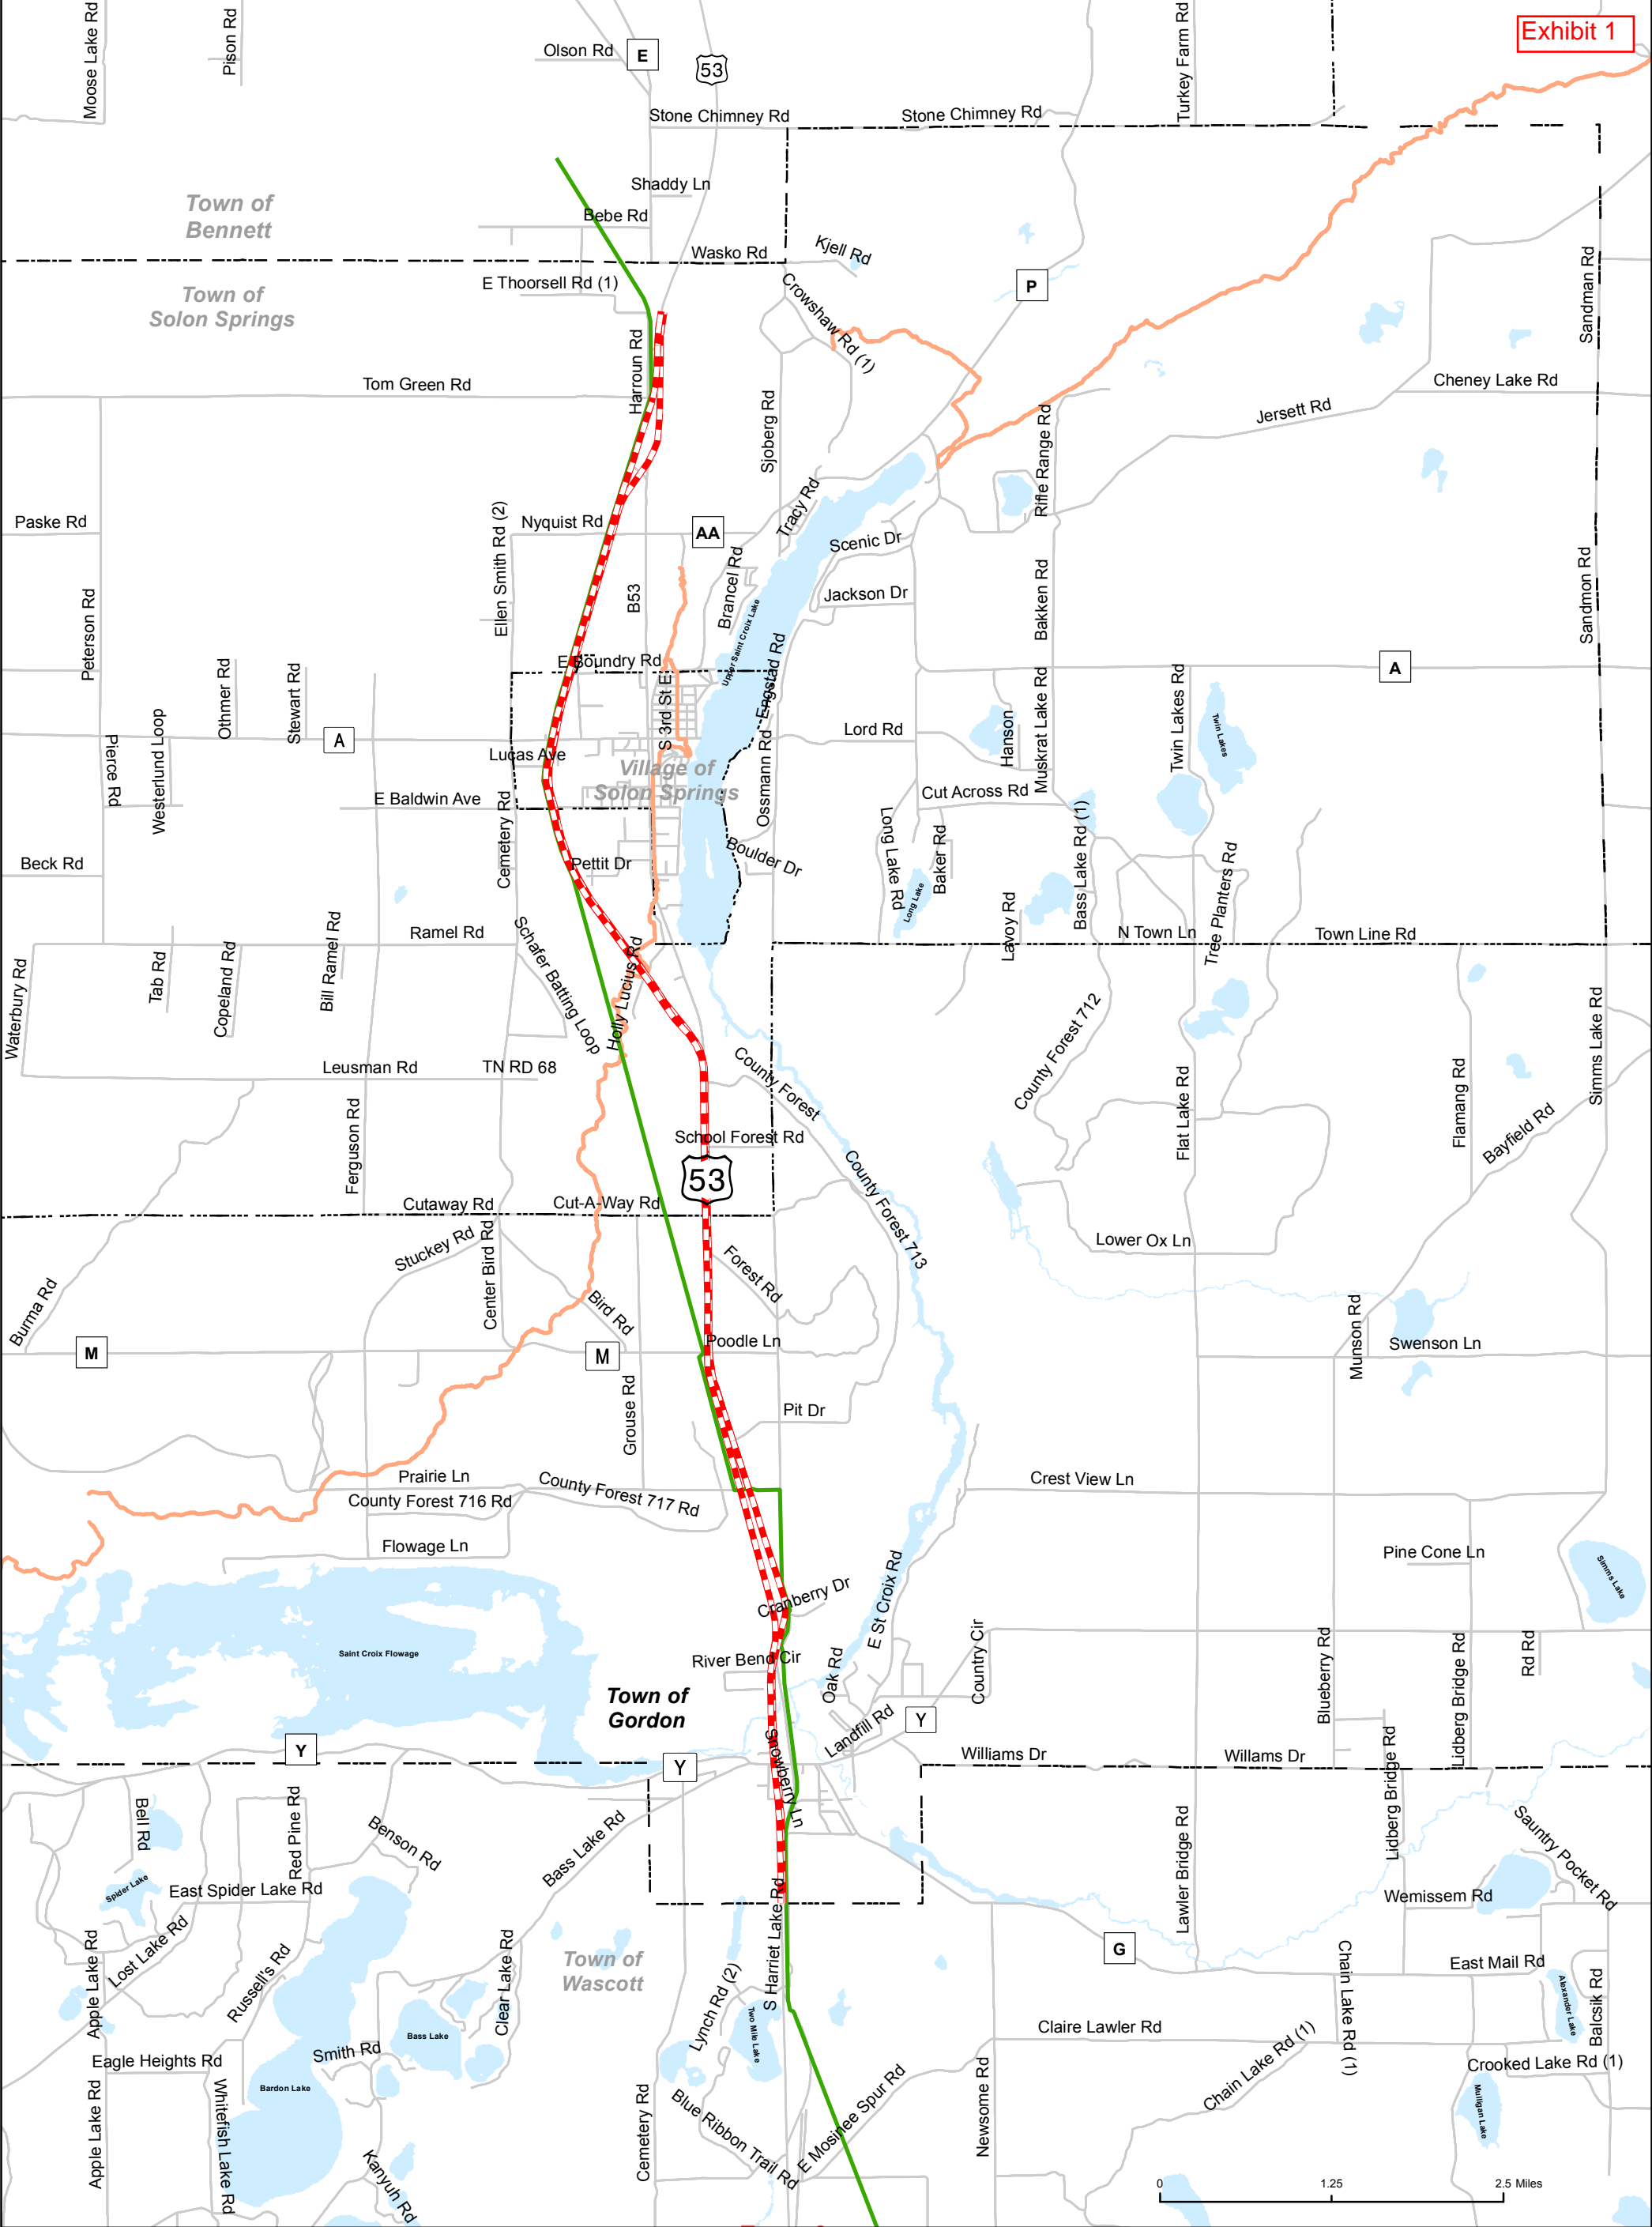 Exhibit 1
Moose Lake Rd
Pison Rd
Olson Rd
E
53
Turkey Farm Rd
Stone Chimney Rd
Stone Chimney Rd
Shaddy Ln
Town of
Bennett
Bebe Rd
Wasko Rd
Kjell Rd
Town of
Solon Springs
E Thoorsell Rd (1)
Crowshaw Rd (1)
P
Sandman Rd
Harroun Rd
Tom Green Rd
Cheney Lake Rd
Jersett Rd
Sjoberg Rd
Rifle Range Rd
Paske Rd
Ellen Smith Rd (2)
Nyquist Rd
AA
Tracy Rd
Scenic Dr
Brancel Rd
B53
Jackson Dr
Bakken Rd
Sandmon Rd
Peterson Rd
Upper Saint Croix Lake
E Boundry Rd
Engstad Rd
A
Othmer Rd
Stewart Rd
S 3rd St E
Muskrat Lake Rd
Twin Lakes Rd
Twin Lakes
Pierce Rd
Westerlund Loop
A
Lucas Ave
Village of
Solon Springs
Ossmann Rd
Lord Rd
Hanson
E Baldwin Ave
Cut Across Rd
Cemetery Rd
Long Lake Rd
Baker Rd
Bass Lake Rd (1)
Beck Rd
Pettit Dr
Boulder Dr
Long Lake
Tree Planters Rd
Lavoy Rd
Ramel Rd
N Town Ln
Town Line Rd
Waterbury Rd
Tab Rd
Copeland Rd
Bill Ramel Rd
Schafer Batting Loop
Holly Lucius Rd
County Forest 712
Simms Lake Rd
Leusman Rd
TN RD 68
County Forest
Flat Lake Rd
Flamang Rd
Bayfield Rd
Ferguson Rd
School Forest Rd
53
County Forest 713
Cutaway Rd
Cut-A-Way Rd
Stuckey Rd
Center Bird Rd
Forest Rd
Lower Ox Ln
Burma Rd
Bird Rd
Munson Rd
M
M
Poodle Ln
Swenson Ln
Grouse Rd
Pit Dr
Prairie Ln
County Forest 717 Rd
Crest View Ln
County Forest 716 Rd
Flowage Ln
Pine Cone Ln
Simms Lake
Cranberry Dr
E St Croix Rd
Saint Croix Flowage
River Bend Cir
Oak Rd
Country Cir
Blueberry Rd
Lidberg Bridge Rd
Rd Rd
Town of
Gordon
Landfill Rd
Y
Y
Y
Snowberry Ln
Williams Dr
Willams Dr
Bell Rd
Red Pine Rd
Benson Rd
Bass Lake Rd
Lawler Bridge Rd
Lidberg Bridge Rd
Sauntry Pocket Rd
Spider Lake
East Spider Lake Rd
S Harriet Lake Rd
Wemissem Rd
Lost Lake Rd
Apple Lake Rd
Russell's Rd
Clear Lake Rd
Town of
Wascott
Lynch Rd (2)
Two Mile Lake
G
Chain Lake Rd (1)
East Mail Rd
Alexander Lake
Balcsik Rd
Bass Lake
Smith Rd
Eagle Heights Rd
Claire Lawler Rd
Chain Lake Rd (1)
Crooked Lake Rd (1)
Bardon Lake
Apple Lake Rd
Whitefish Lake Rd
Kanyuh Rd
Cemetery Rd
Blue Ribbon Trail Rd
E Mosinee Spur Rd
Newsome Rd
Mulligan Lake
0
1.25
2.5 Miles